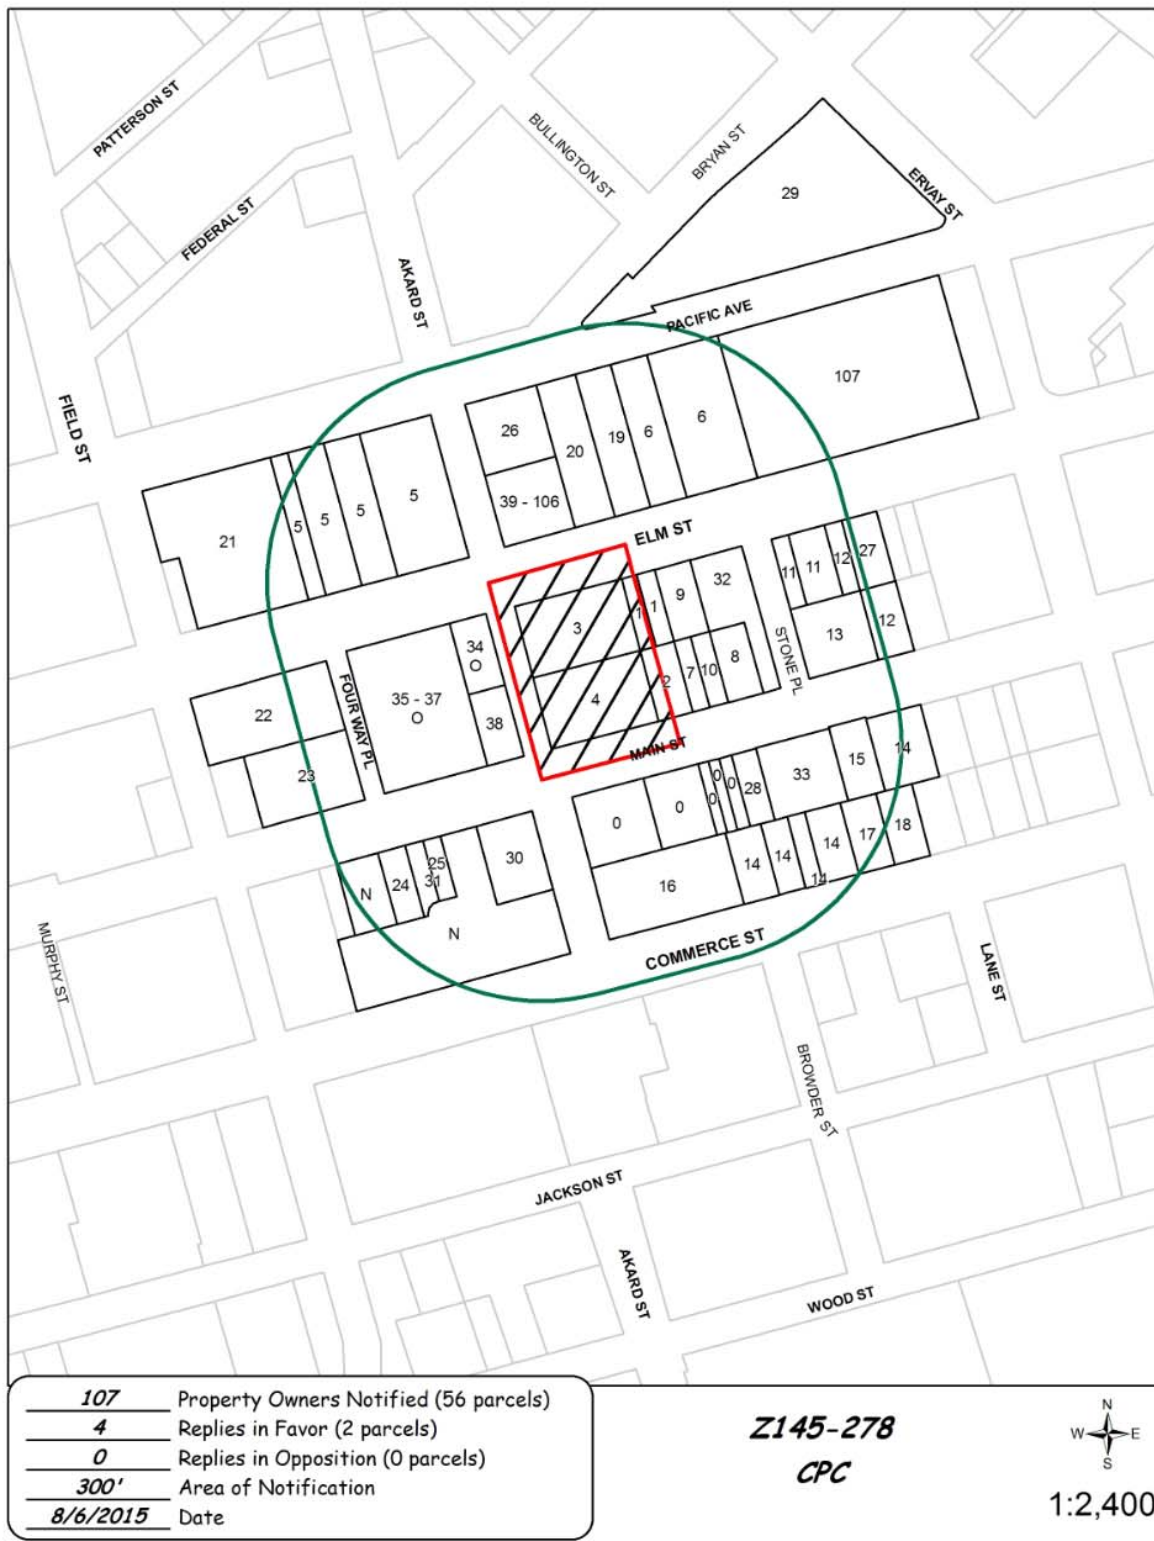 PATTERSON ST
BULLINGTON ST
BRYAN ST
ERVAY ST
29
FEDERAL ST
AKARD ST
PACIFIC AVE
107
FIELD ST
26
20
19
6
6
39 - 106
5
5
5
5
21
ELM ST
27
12
11
11
32
9
1
1
3
34
O
13
12
STONE PL
8
10
7
2
4
35 - 37
O
38
FOUR WAY PL
22
23
MAIN ST
14
15
33
28
0
0
0
0
0
18
17
14
14
14
14
16
30
25
31
24
N
N
COMMERCE ST
MURPHY ST
LANE ST
BROWDER ST
JACKSON ST
AKARD ST
WOOD ST
107 Property Owners Notified (56 parcels)
4 Replies in Favor (2 parcels)
0 Replies in Opposition (0 parcels)
300' Area of Notification
8/6/2015 Date
Z145-278
CPC
N
W E
S
1:2,400